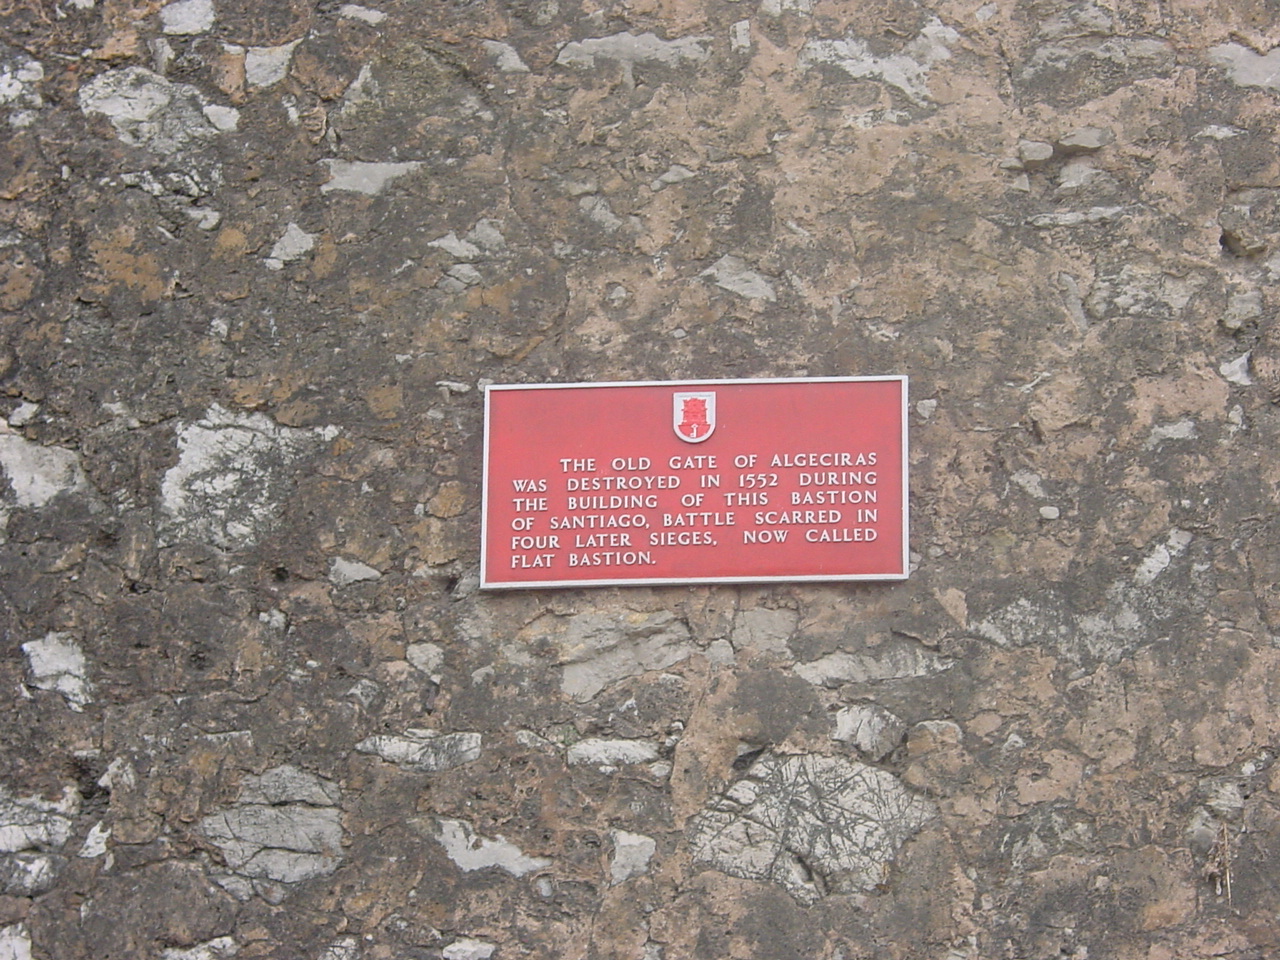 THE OLD GATE OF ALGECIRAS
WAS DESTROYED IN 1552 DURING
THE BUILDING OF THIS BASTION
OF SANTIAGO, BATTLE SCARRED IN
FOUR LATER SIEGES, NOW CALLED
FLAT BASTION.